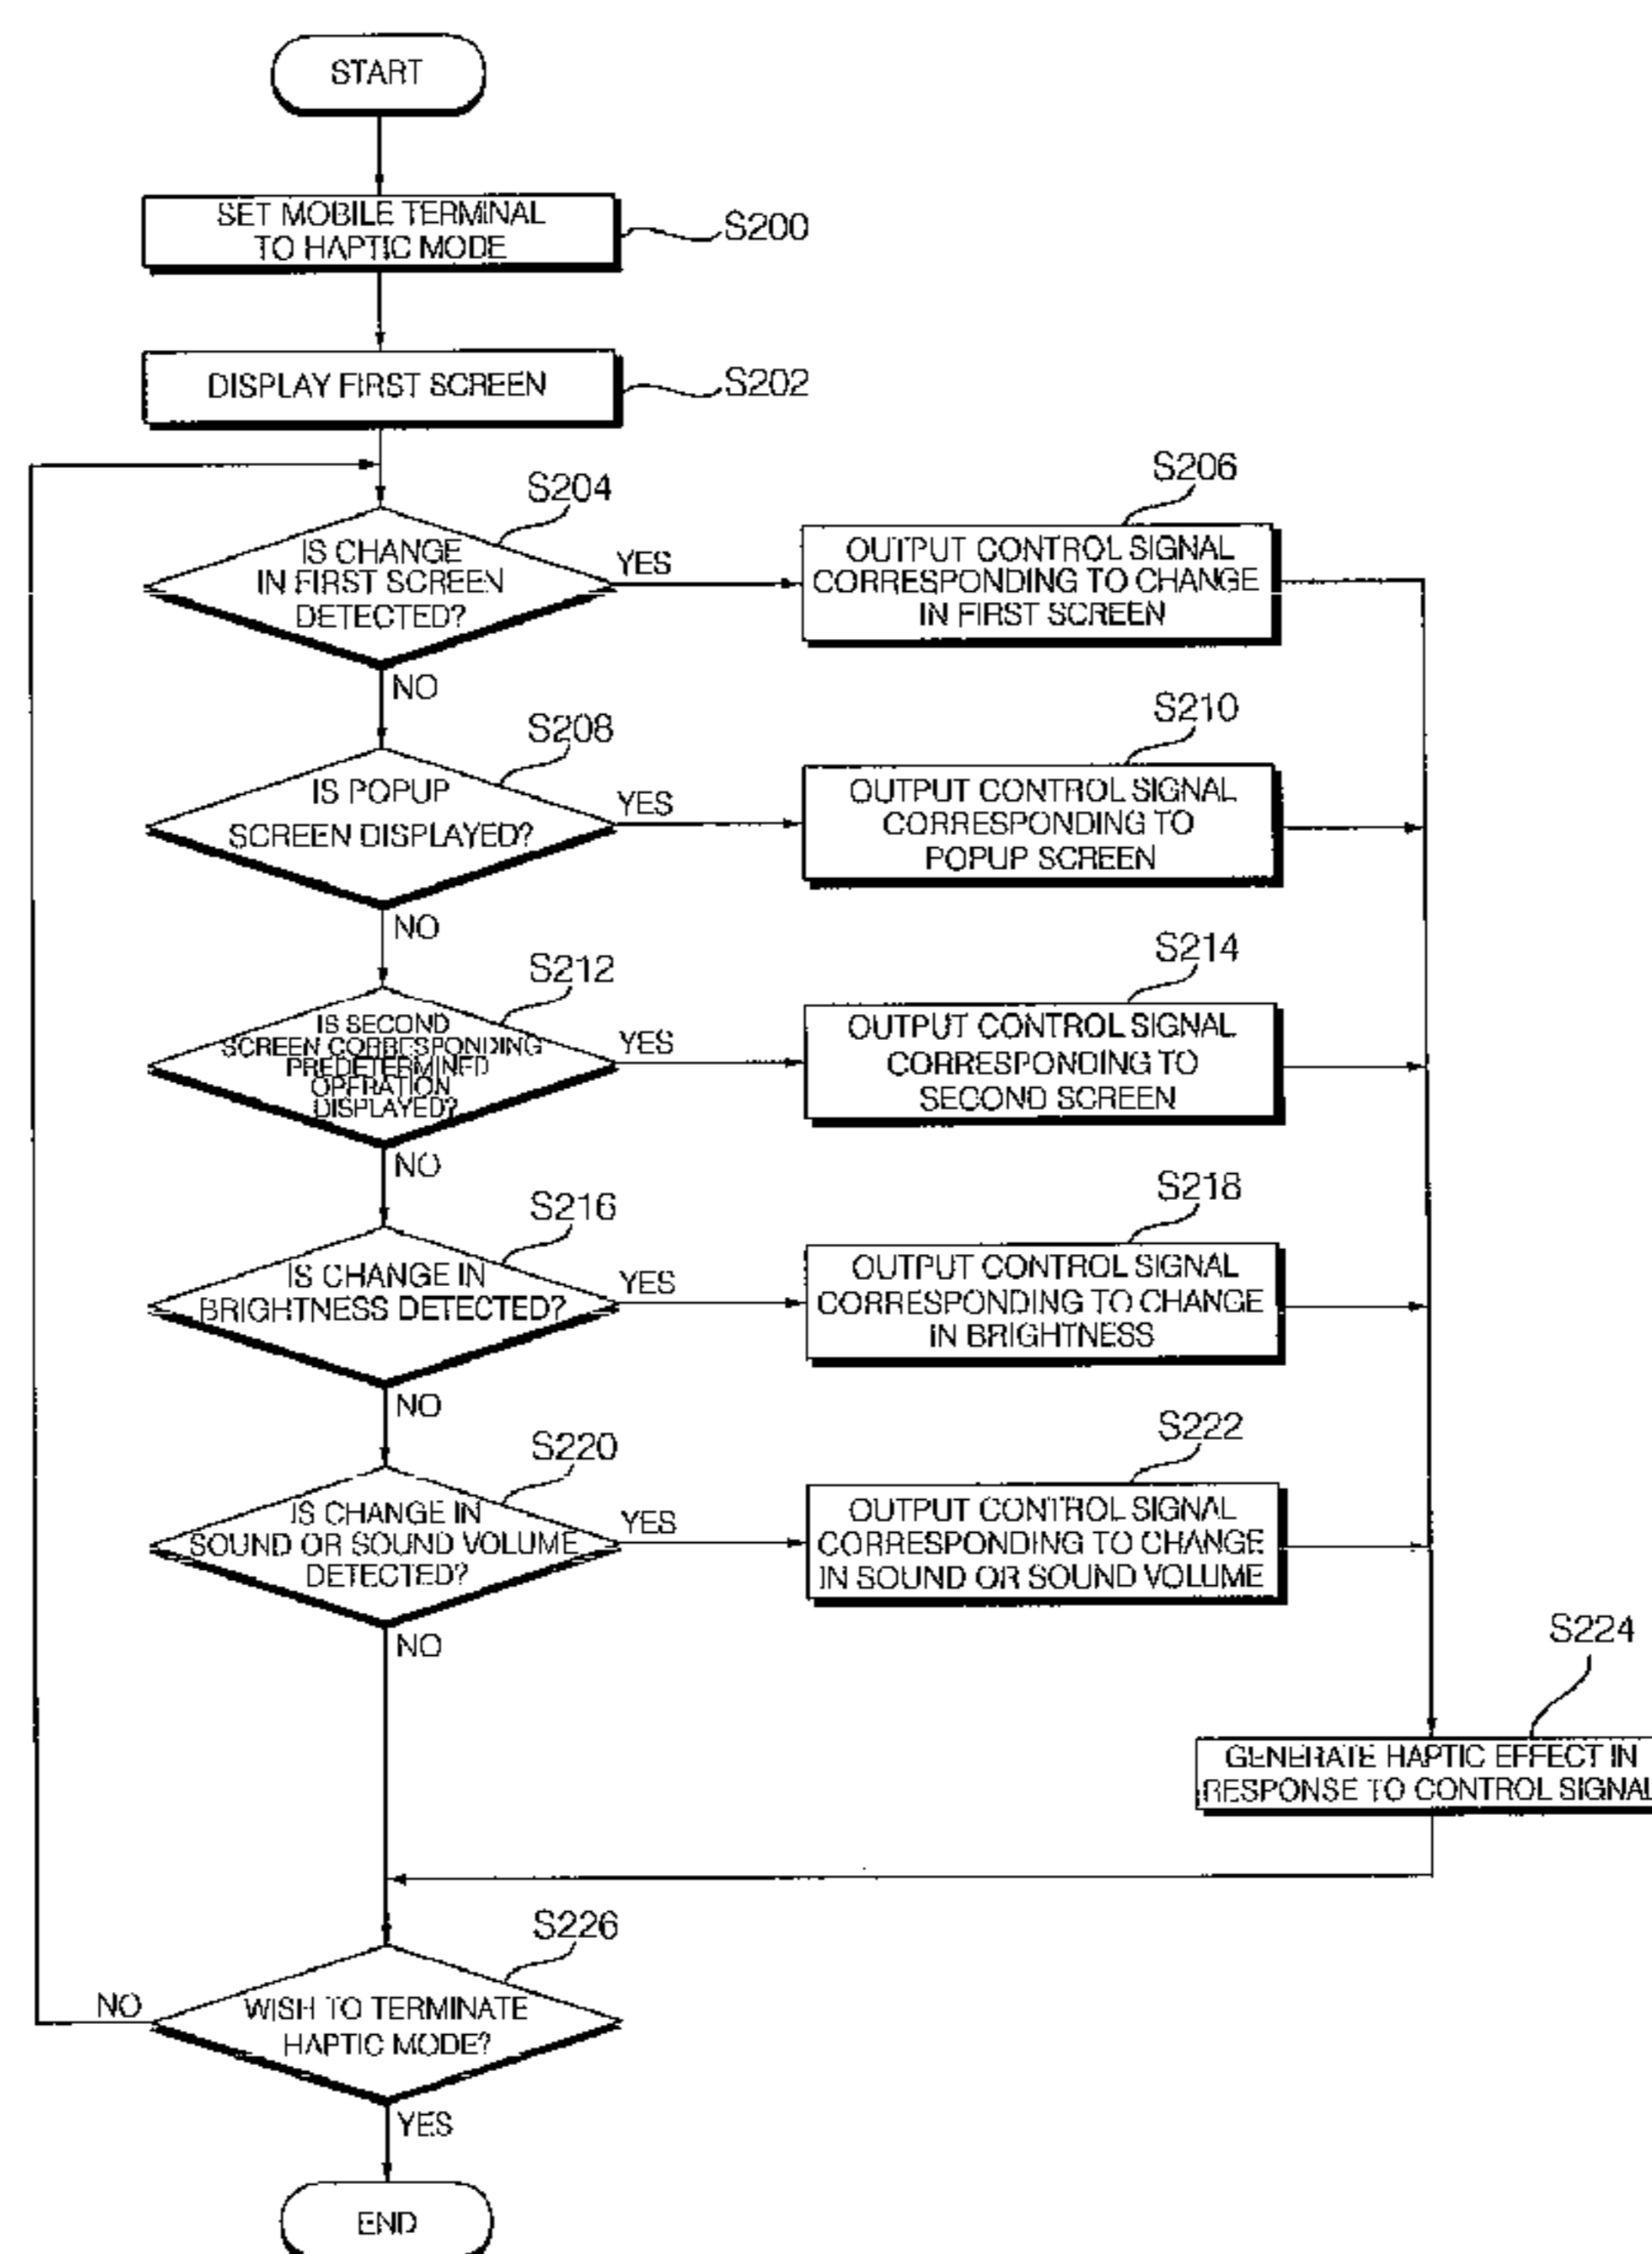 START
SET MOBILE TERMINAL
TO HAPTIC MODE
S200
DISPLAY FIRST SCREEN
S202
S204
IS CHANGE
IN FIRST SCREEN
DETECTED?
YES
NO
S206
OUTPUT CONTROL SIGNAL
CORRESPONDING TO CHANGE
IN FIRST SCREEN
S208
IS POPUP
SCREEN DISPLAYED?
YES
NO
S210
OUTPUT CONTROL SIGNAL
CORRESPONDING TO
POPUP SCREEN
S212
IS SECOND
SCREEN CORRESPONDING
PREDETERMINED
OPERATION
DISPLAYED?
YES
NO
S214
OUTPUT CONTROL SIGNAL
CORRESPONDING TO
SECOND SCREEN
S216
IS CHANGE IN
BRIGHTNESS DETECTED?
YES
NO
S218
OUTPUT CONTROL SIGNAL
CORRESPONDING TO CHANGE
IN BRIGHTNESS
S220
IS CHANGE IN
SOUND OR SOUND VOLUME
DETECTED?
YES
NO
S222
OUTPUT CONTROL SIGNAL
CORRESPONDING TO CHANGE
IN SOUND OR SOUND VOLUME
S224
GENERATE HAPTIC EFFECT IN
RESPONSE TO CONTROL SIGNAL
S226
WISH TO TERMINATE
HAPTIC MODE?
NO
YES
END